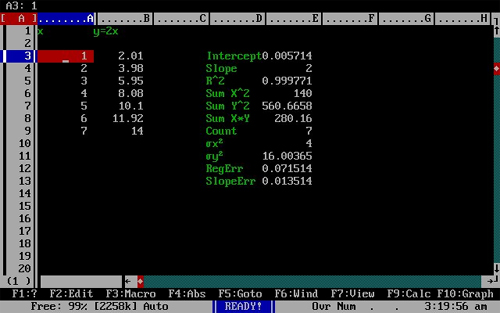 A3: 1
[ A ] ........A ........B ........C ........D ........E ........F ........G ........H
1 x y=2x
2
3 1 2.01 Intercept 0.005714
4 2 3.98 Slope 2
5 3 5.95 R^2 0.999771
6 4 8.08 Sum X^2 140
7 5 10.1 Sum Y^2 560.6658
8 6 11.92 Sum X*Y 280.16
9 7 14 Count 7
10 σx² 4
11 σy² 16.00365
12 RegErr 0.071514
13 SlopeErr 0.013514
14
15
16
17
18
19
20
(1 )
F1:? F2:Edit F3:Macro F4:Abs F5:Goto F6:Wind F7:View F9:Calc F10:Graph
Free: 99% [2258k] Auto READY! Ovr Num . . 3:19:56 am